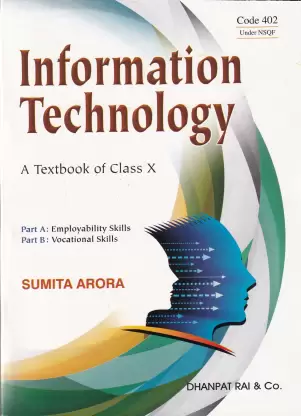 Code 402
Under NSQF
Information
Technology
A Textbook of Class X
Part A: Employability Skills
Part B: Vocational Skills
SUMITA ARORA
DHANPAT RAI & Co.